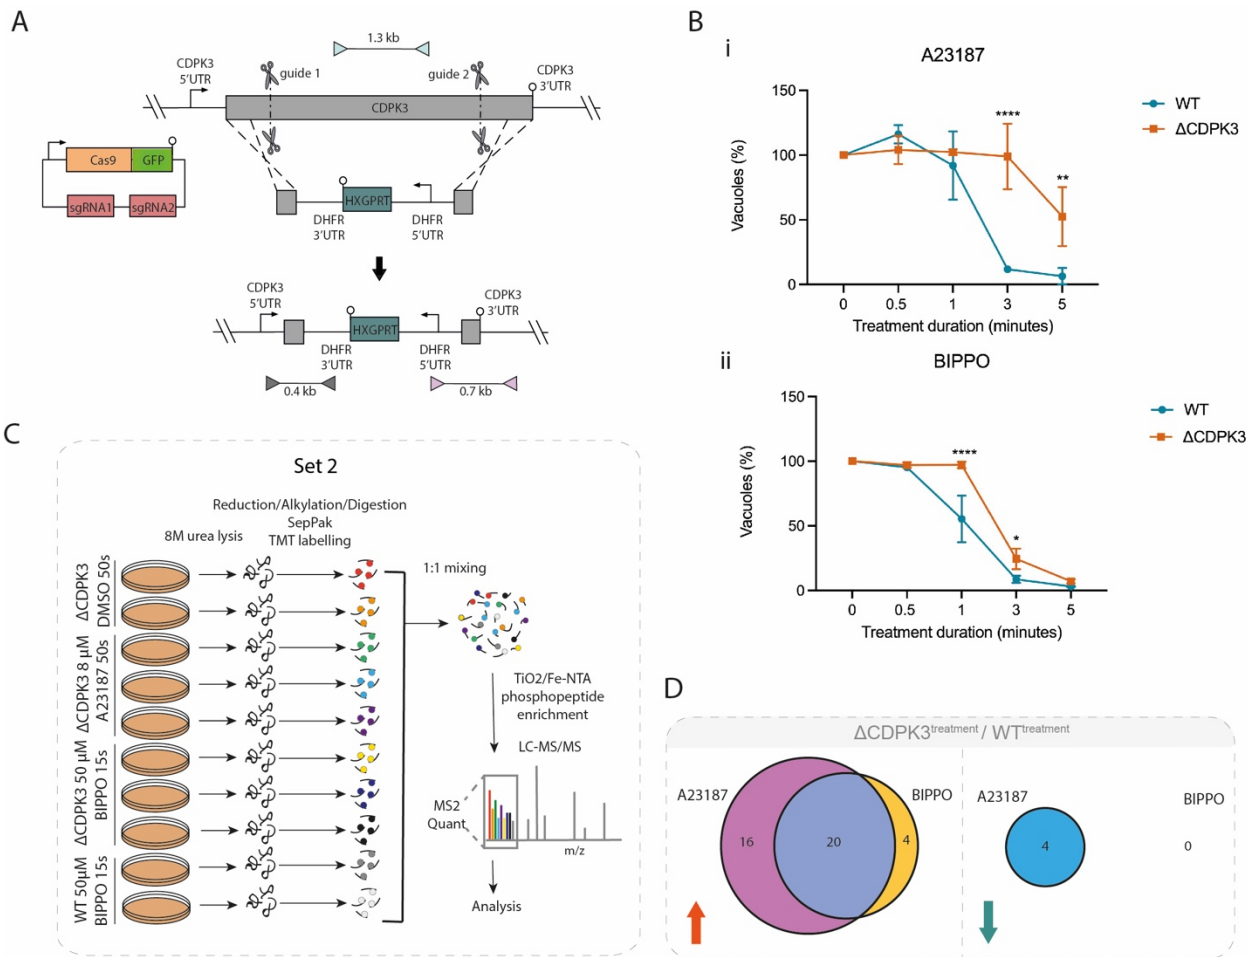 A
1.3 kb
CDPK3
5'UTR
guide 1
guide 2
CDPK3
3'UTR
CDPK3
Cas9
GFP
sgRNA1
sgRNA2
HXGPRT
DHFR
3'UTR
DHFR
5'UTR
CDPK3
5'UTR
CDPK3
3'UTR
HXGPRT
DHFR
3'UTR
DHFR
5'UTR
0.4 kb
0.7 kb
B
i
A23187
150
100
50
0
Vacuoles (%)
****
**
WT
ΔCDPK3
0
0.5
1
3
5
Treatment duration (minutes)
ii
BIPPO
150
100
50
0
Vacuoles (%)
****
*
WT
ΔCDPK3
0
0.5
1
3
5
Treatment duration (minutes)
C
Set 2
Reduction/Alkylation/Digestion
SepPak
TMT labelling
8M urea lysis
1:1 mixing
ΔCDPK3
DMSO 50s
ΔCDPK3 8 µM
A23187 50s
ΔCDPK3 50 µM
BIPPO 15s
WT 50µM
BIPPO 15s
TiO2/Fe-NTA
phosphopeptide
enrichment
LC-MS/MS
MS2
Quant
m/z
Analysis
D
ΔCDPK3treatment / WTtreatment
A23187
BIPPO
16
20
4
A23187
BIPPO
4
0